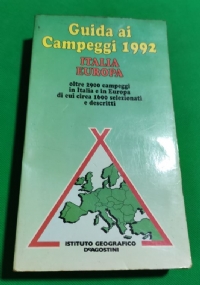 Guida ai
Campeggi 1992
ITALIA
EUROPA
oltre 2900 campeggi
in Italia e in Europa
di cui circa 1600 selezionati
e descritti
ISTITUTO GEOGRAFICO
DEAGOSTINI